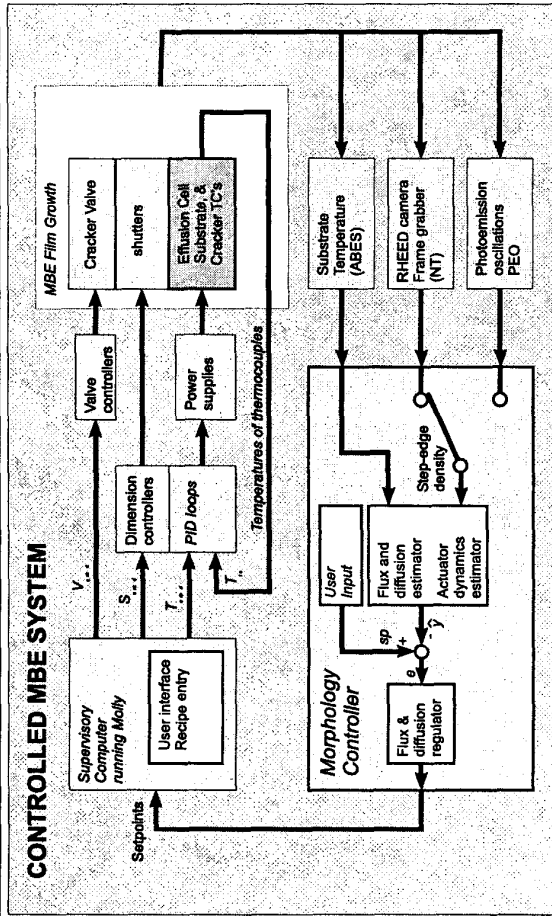 CONTROLLED MBE SYSTEM
Supervisory
Computer
running Molly
User interface
Recipe entry
Setpoints
Dimension
controllers
PID loops
Valve
controllers
Power
supplies
MBE Film Growth
Cracker Valve
shutters
Effusion Cell
Substrate, &
Cracker TC's
Temperatures of thermocouples
Morphology
Controller
Flux &
diffusion
regulator
e
sp
+
-
ŷ
User
Input
Flux and
diffusion
estimator
Actuator
dynamics
estimator
Step-edge
density
Substrate
Temperature
(ABES)
RHEED camera
Frame grabber
(NT)
Photoemission
oscillations
PEO